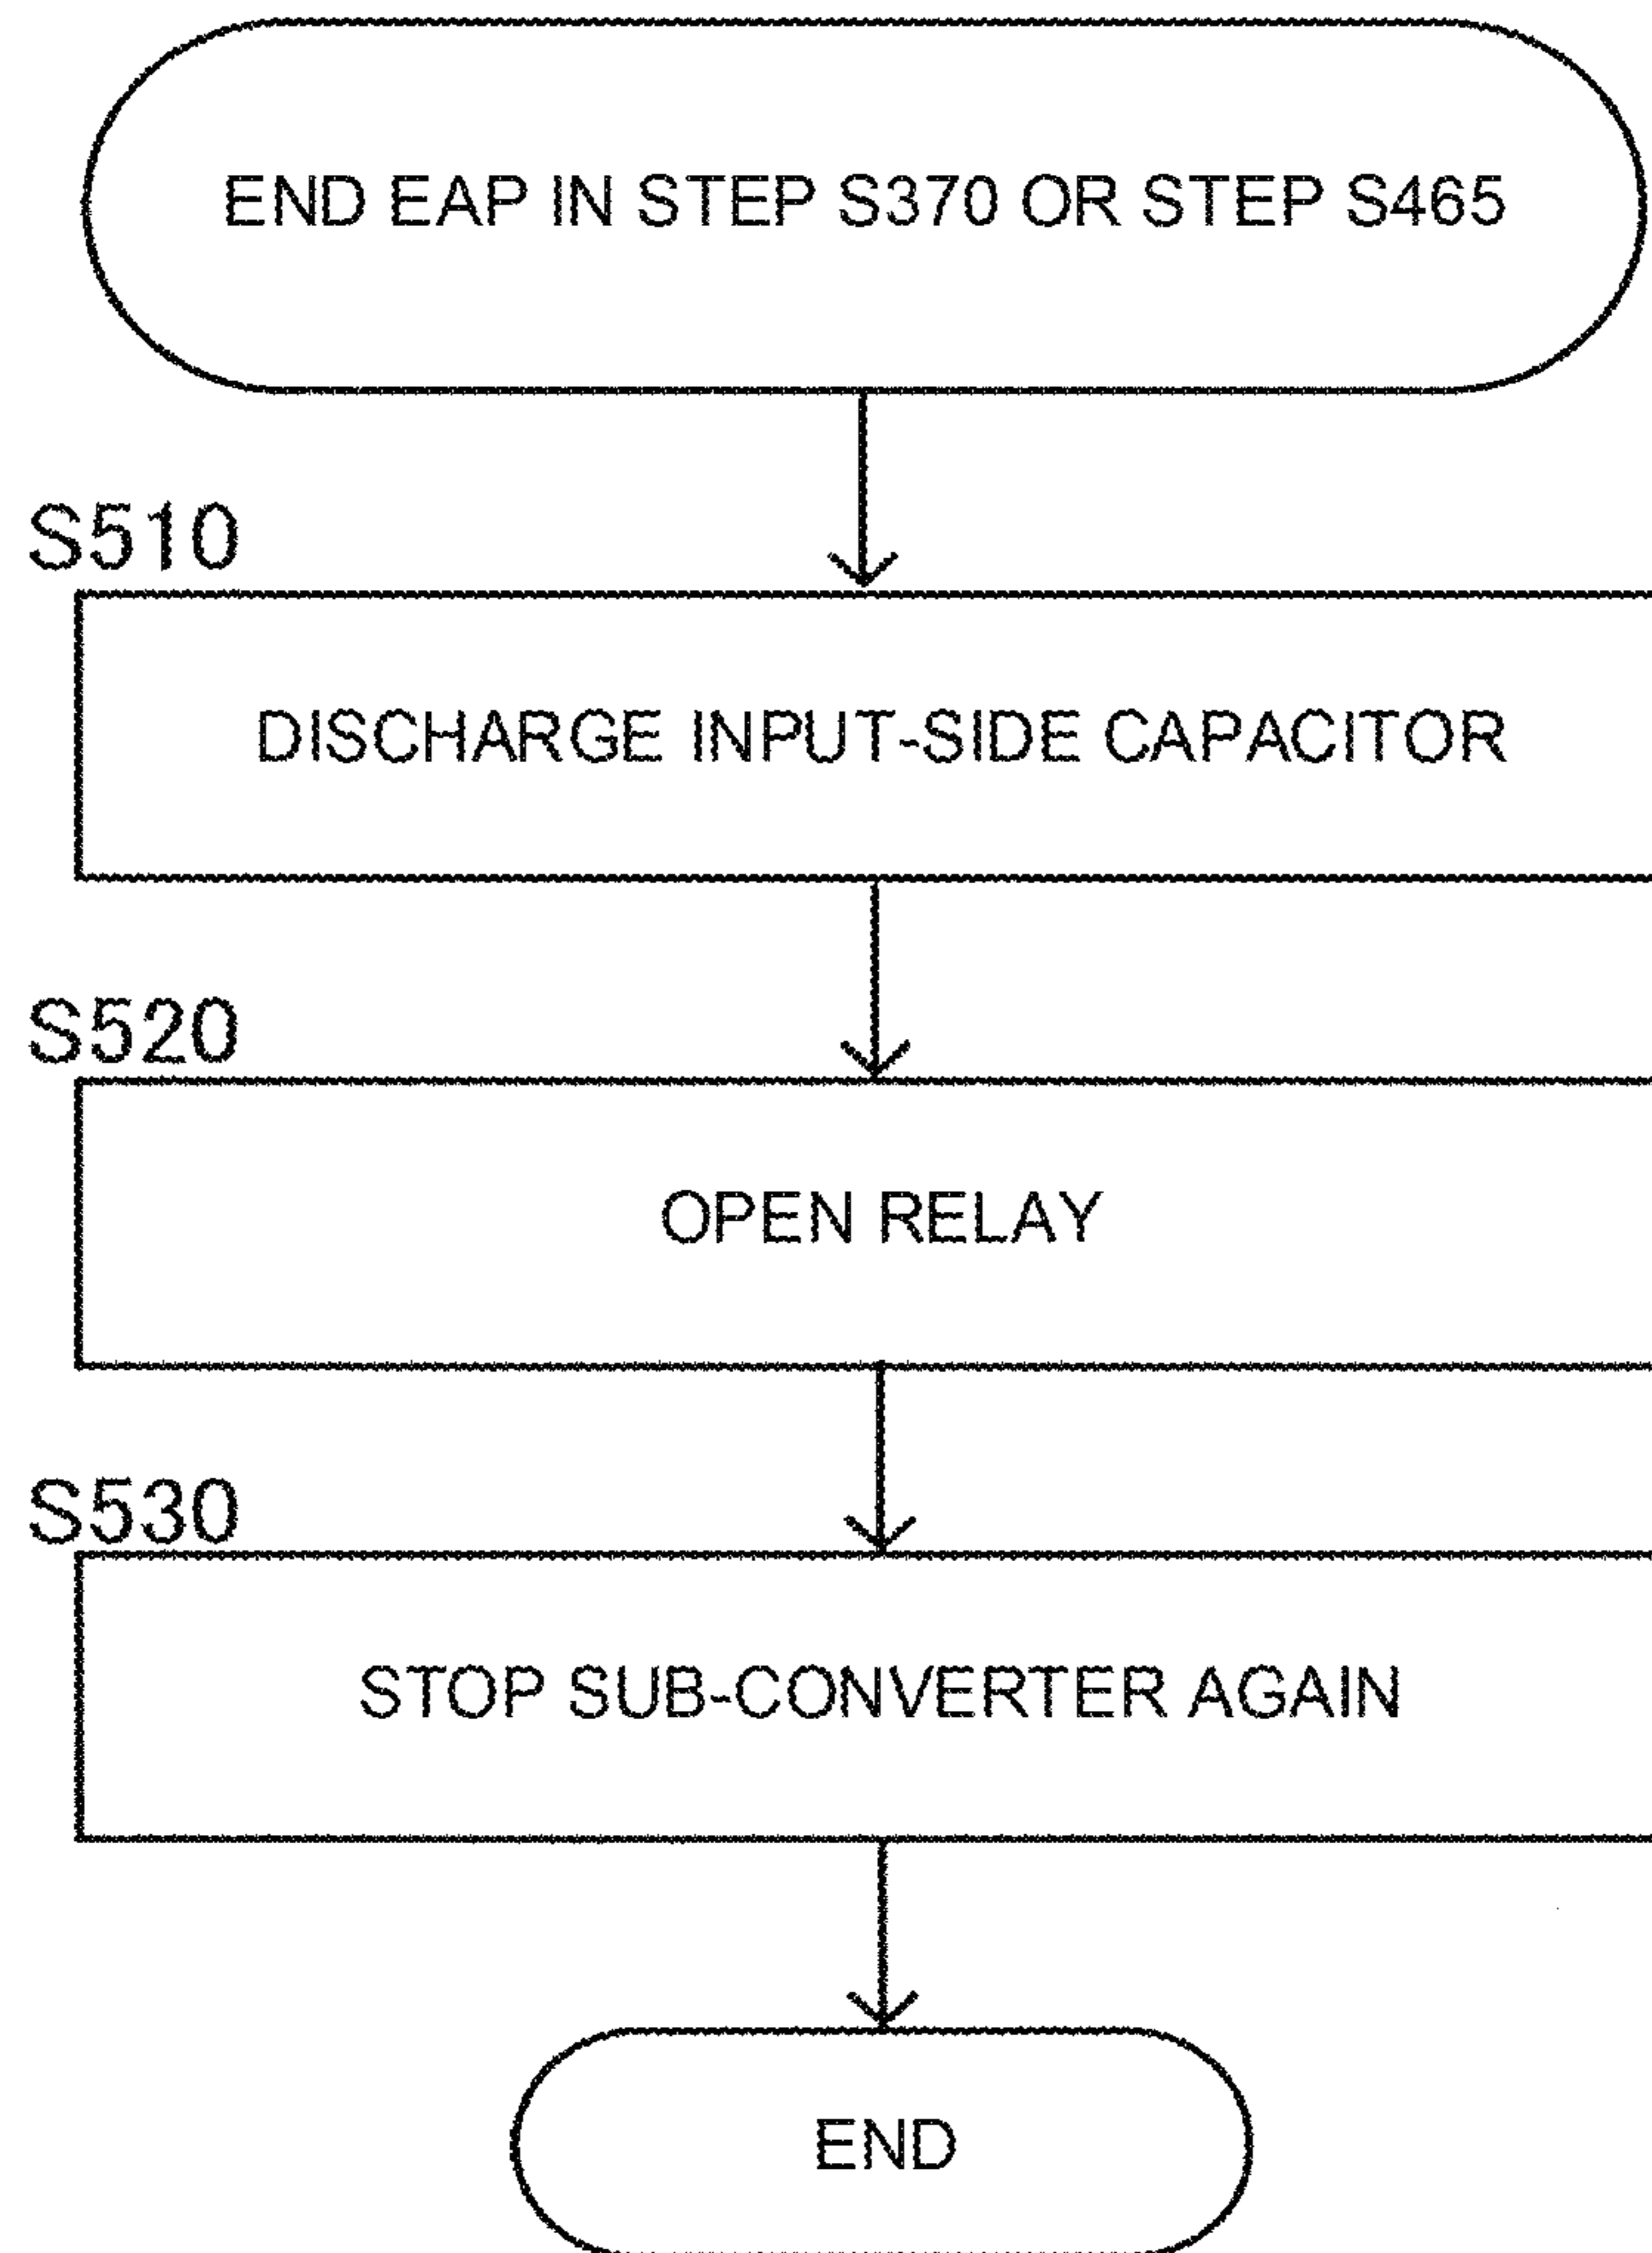 END EAP IN STEP S370 OR STEP S465
S510
DISCHARGE INPUT-SIDE CAPACITOR
S520
OPEN RELAY
S530
STOP SUB-CONVERTER AGAIN
END